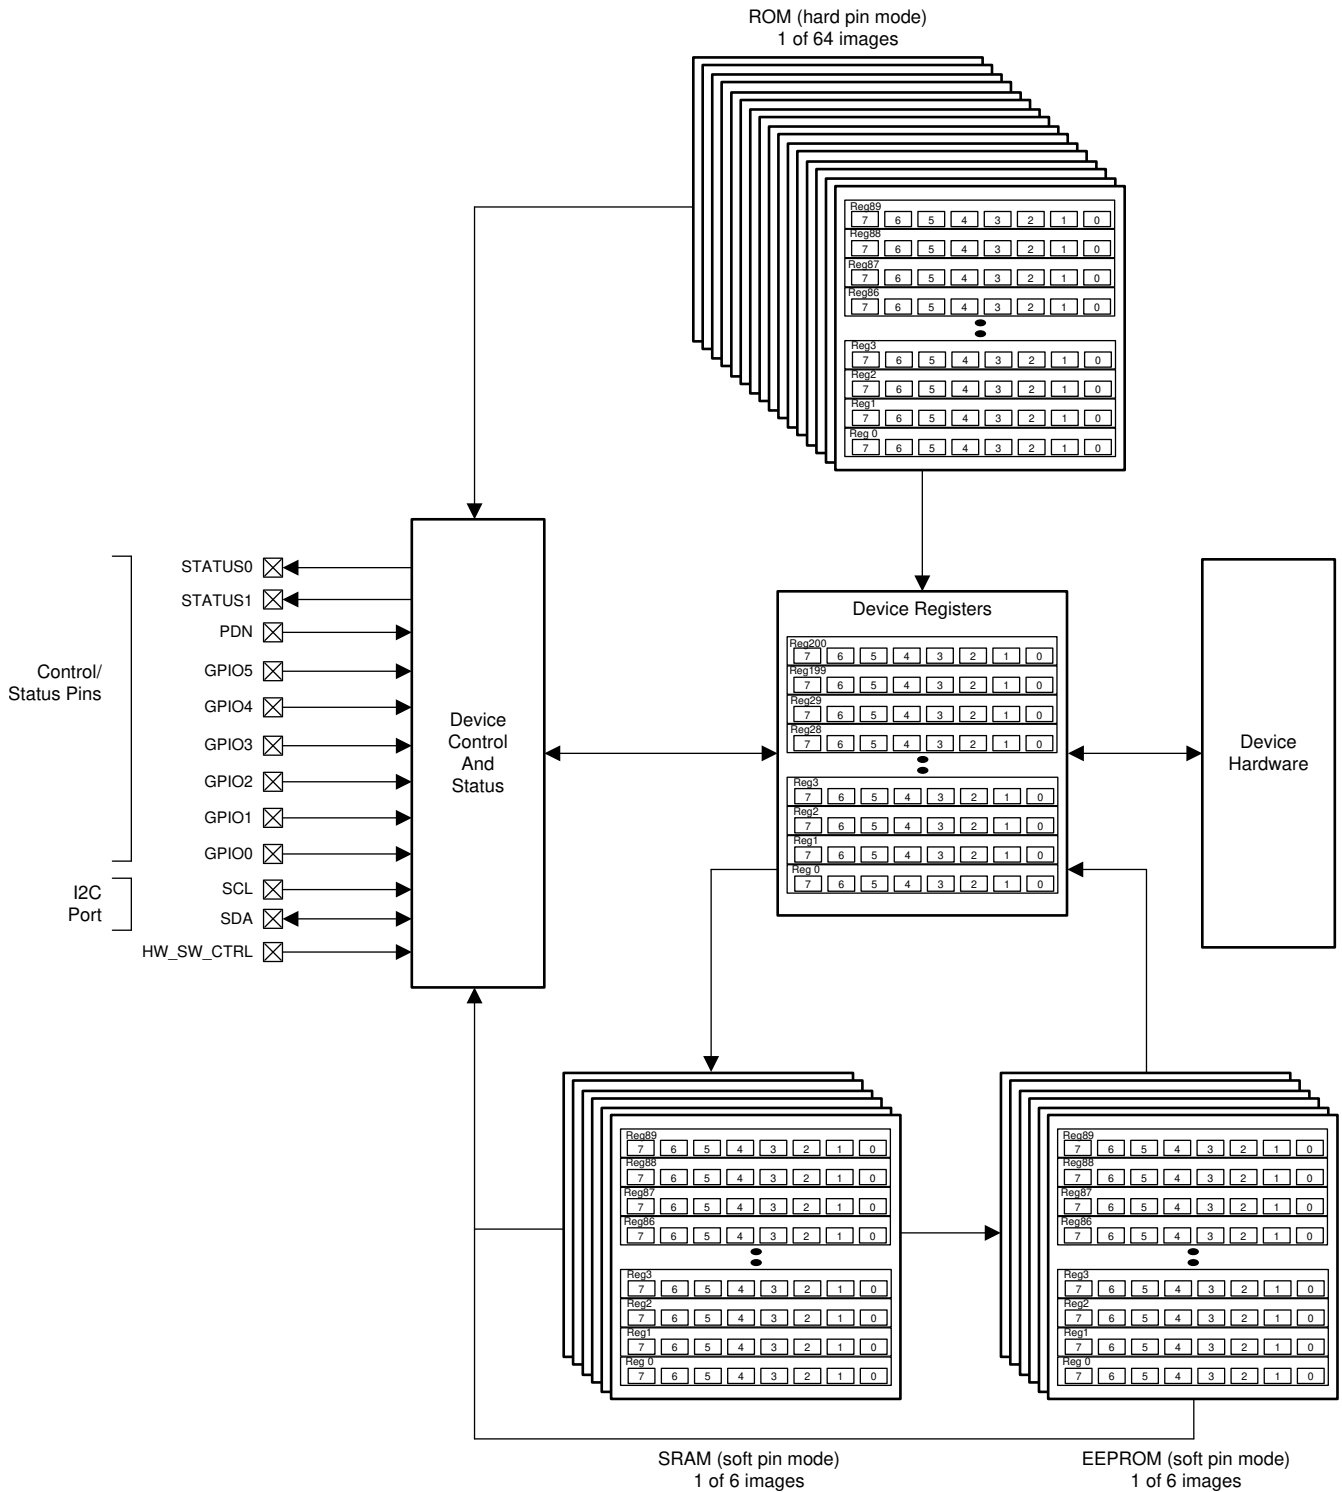 ROM (hard pin mode)
1 of 64 images
Reg89
7 6 5 4 3 2 1 0
Reg88
7 6 5 4 3 2 1 0
Reg87
7 6 5 4 3 2 1 0
Reg86
7 6 5 4 3 2 1 0
Reg3
7 6 5 4 3 2 1 0
Reg2
7 6 5 4 3 2 1 0
Reg1
7 6 5 4 3 2 1 0
Reg 0
7 6 5 4 3 2 1 0
Control/
Status Pins
STATUS0
STATUS1
PDN
GPIO5
GPIO4
GPIO3
GPIO2
GPIO1
GPIO0
I2C
Port
SCL
SDA
HW_SW_CTRL
Device
Control
And
Status
Device Registers
Reg200
7 6 5 4 3 2 1 0
Reg199
7 6 5 4 3 2 1 0
Reg29
7 6 5 4 3 2 1 0
Reg28
7 6 5 4 3 2 1 0
Reg3
7 6 5 4 3 2 1 0
Reg2
7 6 5 4 3 2 1 0
Reg1
7 6 5 4 3 2 1 0
Reg 0
7 6 5 4 3 2 1 0
Device
Hardware
Reg89
7 6 5 4 3 2 1 0
Reg88
7 6 5 4 3 2 1 0
Reg87
7 6 5 4 3 2 1 0
Reg86
7 6 5 4 3 2 1 0
Reg3
7 6 5 4 3 2 1 0
Reg2
7 6 5 4 3 2 1 0
Reg1
7 6 5 4 3 2 1 0
Reg 0
7 6 5 4 3 2 1 0
SRAM (soft pin mode)
1 of 6 images
Reg89
7 6 5 4 3 2 1 0
Reg88
7 6 5 4 3 2 1 0
Reg87
7 6 5 4 3 2 1 0
Reg86
7 6 5 4 3 2 1 0
Reg3
7 6 5 4 3 2 1 0
Reg2
7 6 5 4 3 2 1 0
Reg1
7 6 5 4 3 2 1 0
Reg 0
7 6 5 4 3 2 1 0
EEPROM (soft pin mode)
1 of 6 images